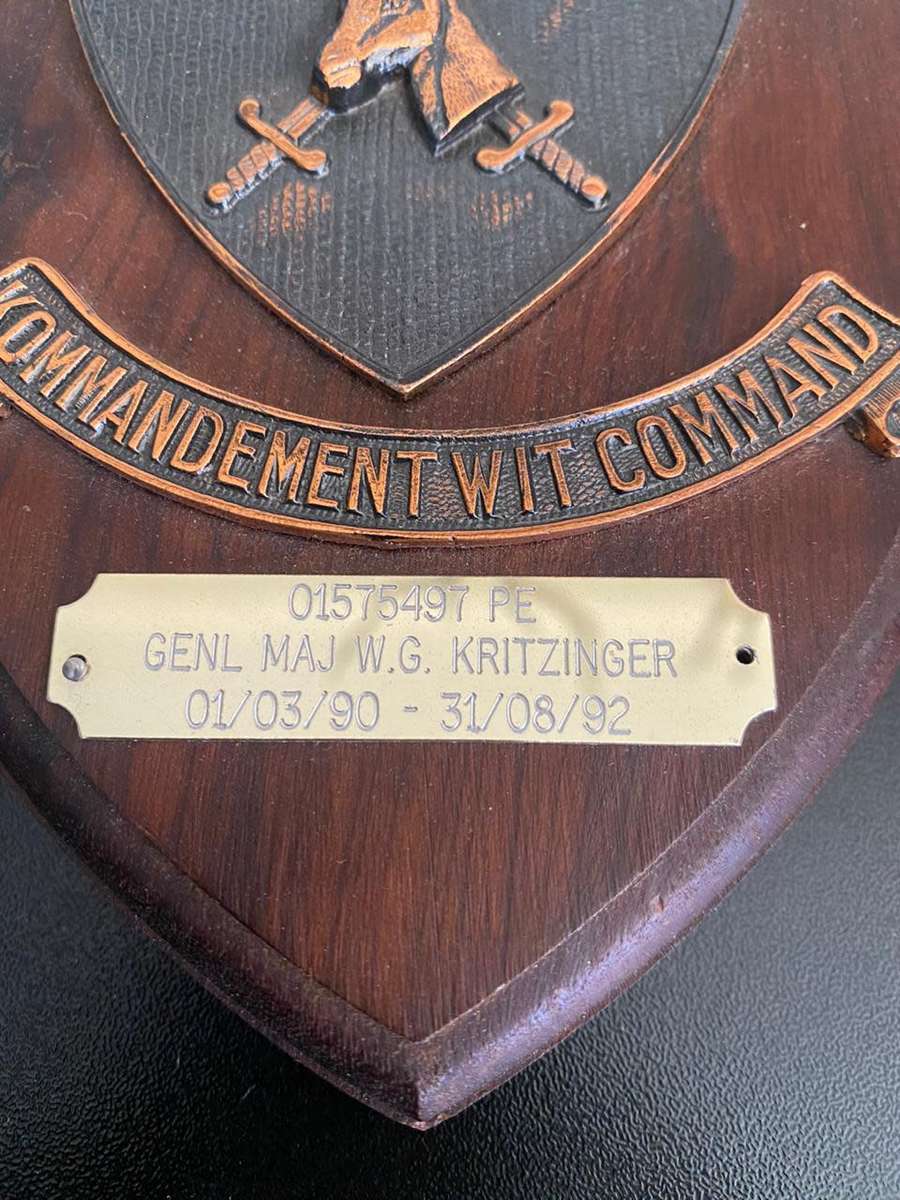 KOMMANDEMENT WIT COMMAND
01575497 PE
GENL MAJ W.G. KRITZINGER
01/03/90 - 31/08/92